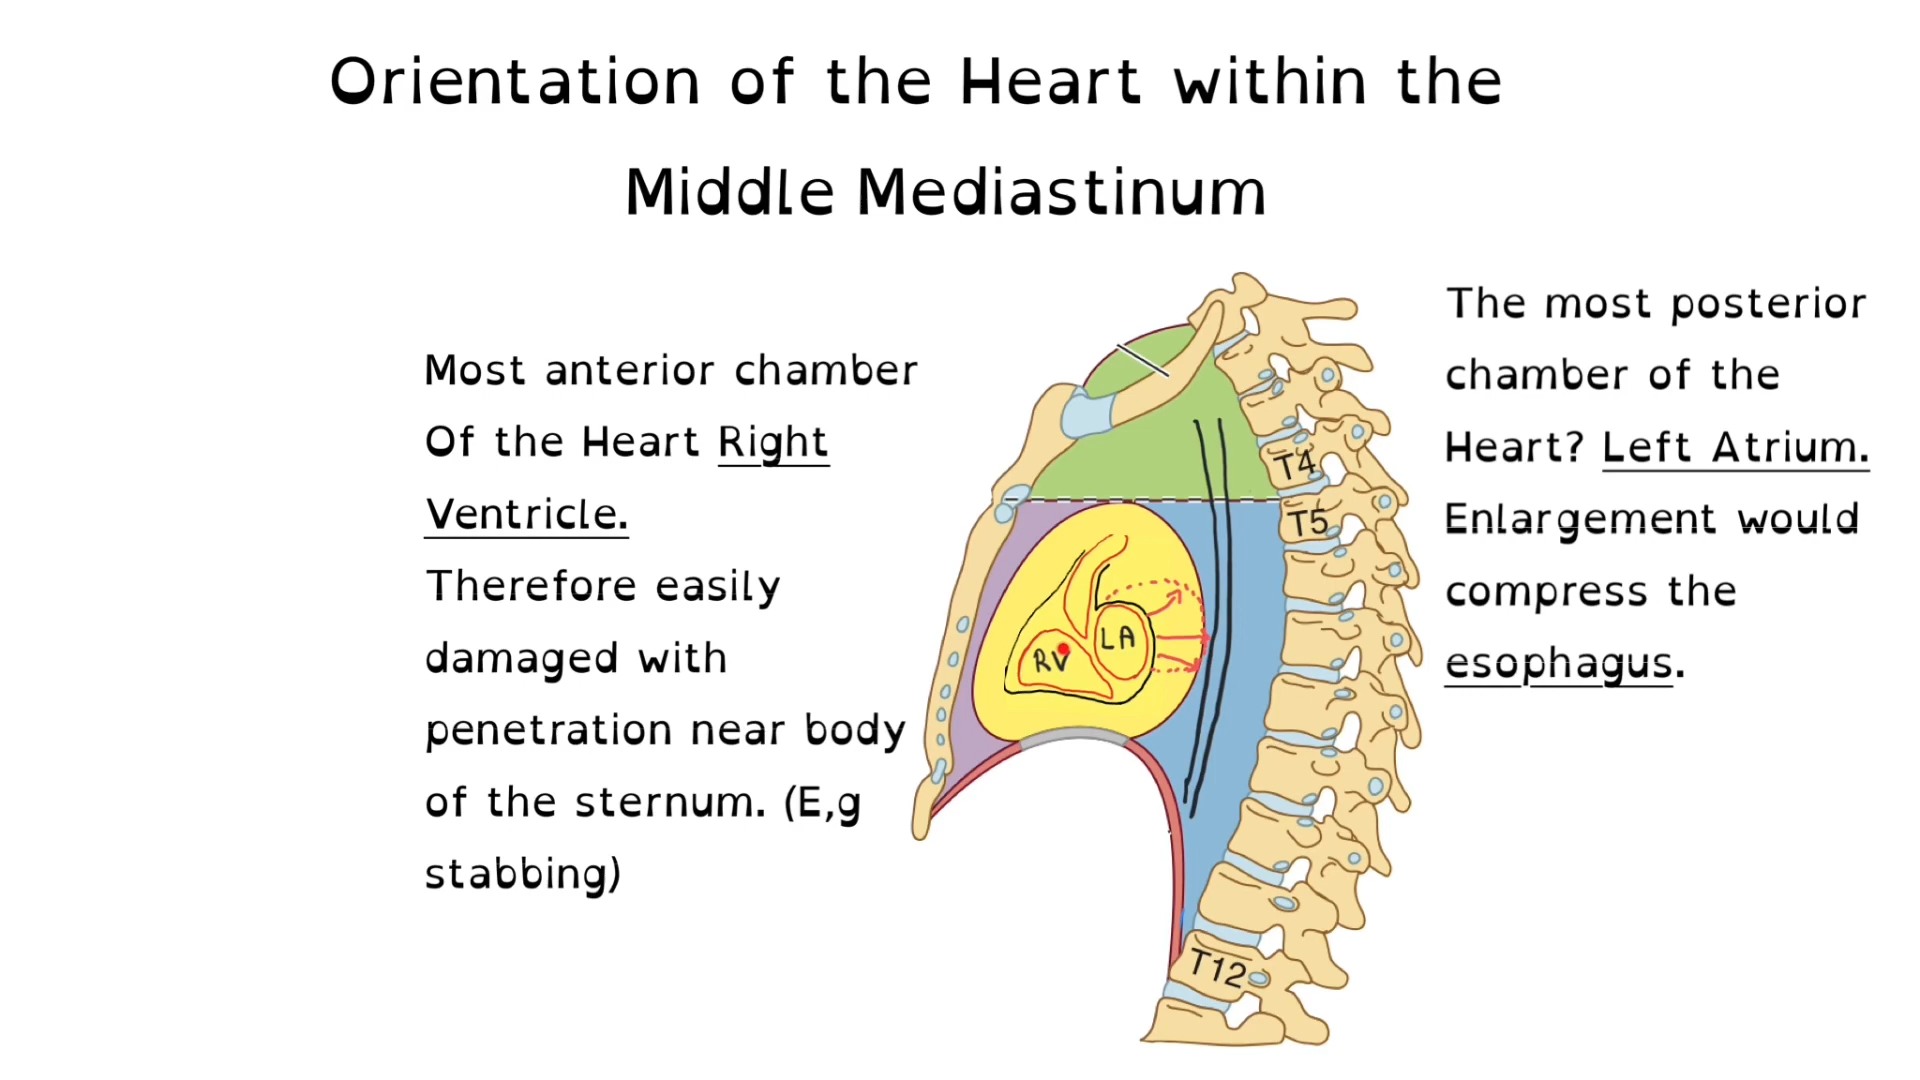 Orientation of the Heart within the
Middle Mediastinum
Most anterior chamber
Of the Heart Right
Ventricle.
Therefore easily
damaged with
penetration near body
of the sternum. (E,g
stabbing)
The most posterior
chamber of the
Heart? Left Atrium.
Enlargement would
compress the
esophagus.
T4
T5
LA
RV
T12